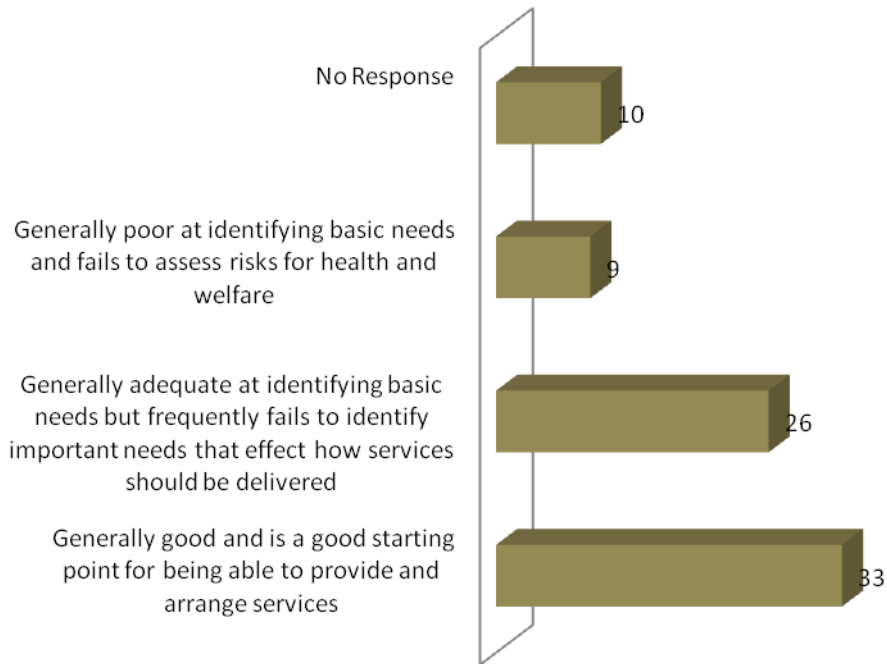 No Response
10
Generally poor at identifying basic needs
and fails to assess risks for health and
welfare
9
Generally adequate at identifying basic
needs but frequently fails to identify
important needs that effect how services
should be delivered
26
Generally good and is a good starting
point for being able to provide and
arrange services
33